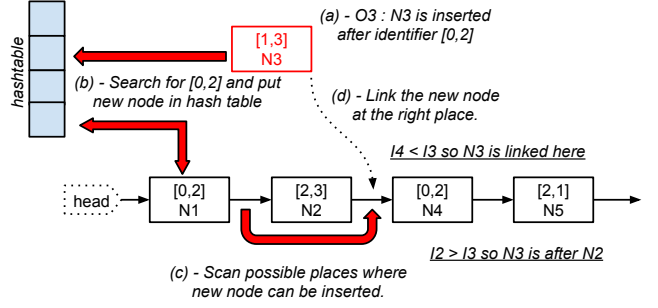 (a) - O3 : N3 is inserted
after identifier [0,2]
[1,3]
N3
hashtable
(b) - Search for [0,2] and put
new node in hash table
(d) - Link the new node
at the right place.
I4 < I3 so N3 is linked here
head
[0,2]
N1
[2,3]
N2
[0,2]
N4
[2,1]
N5
I2 > I3 so N3 is after N2
(c) - Scan possible places where
new node can be inserted.